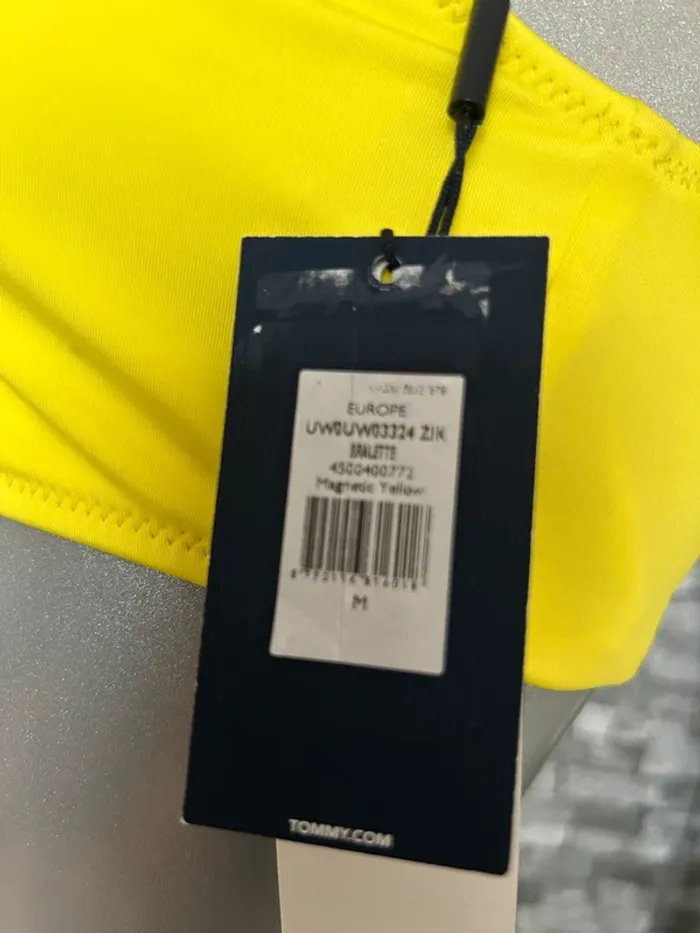 EUROPE
UW0UW03324 ZIK
BRALETTE
4500400772
Magnetic Yellow
M
TOMMY.COM